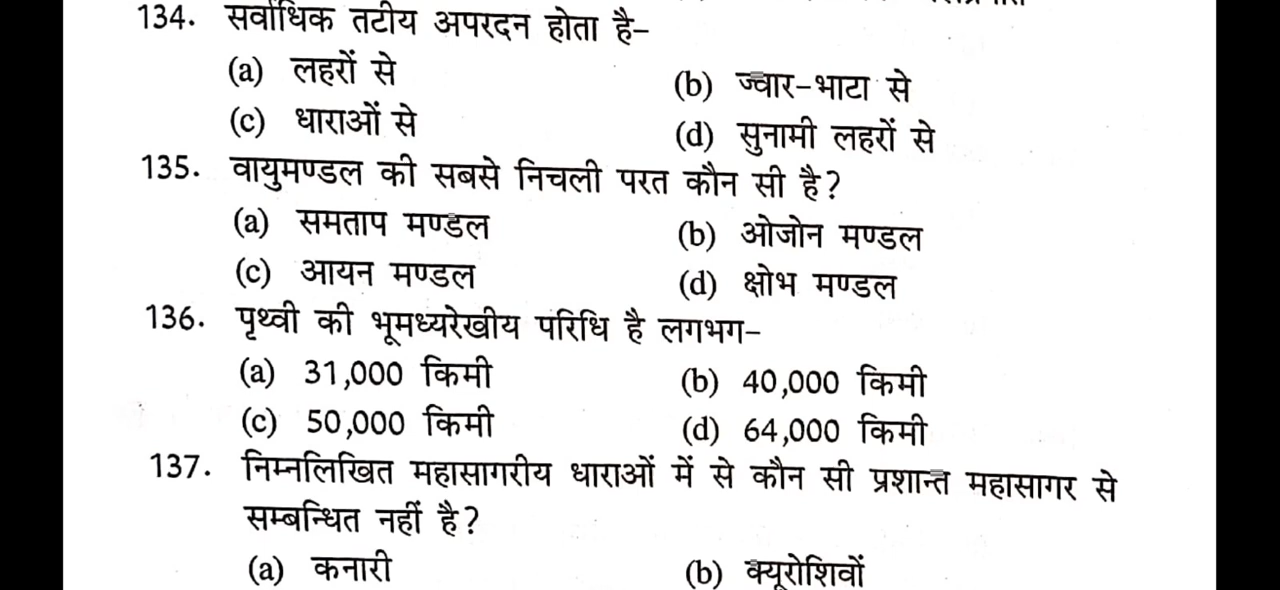 134. सर्वाधिक तटीय अपरदन होता है-
(a) लहरों से (b) ज्वार-भाटा से
(c) धाराओं से (d) सुनामी लहरों से
135. वायुमण्डल की सबसे निचली परत कौन सी है?
(a) समताप मण्डल (b) ओजोन मण्डल
(c) आयन मण्डल (d) क्षोभ मण्डल
136. पृथ्वी की भूमध्यरेखीय परिधि है लगभग-
(a) 31,000 किमी (b) 40,000 किमी
(c) 50,000 किमी (d) 64,000 किमी
137. निम्नलिखित महासागरीय धाराओं में से कौन सी प्रशान्त महासागर से
सम्बन्धित नहीं है?
(a) कनारी (b) क्यूरोशिवों